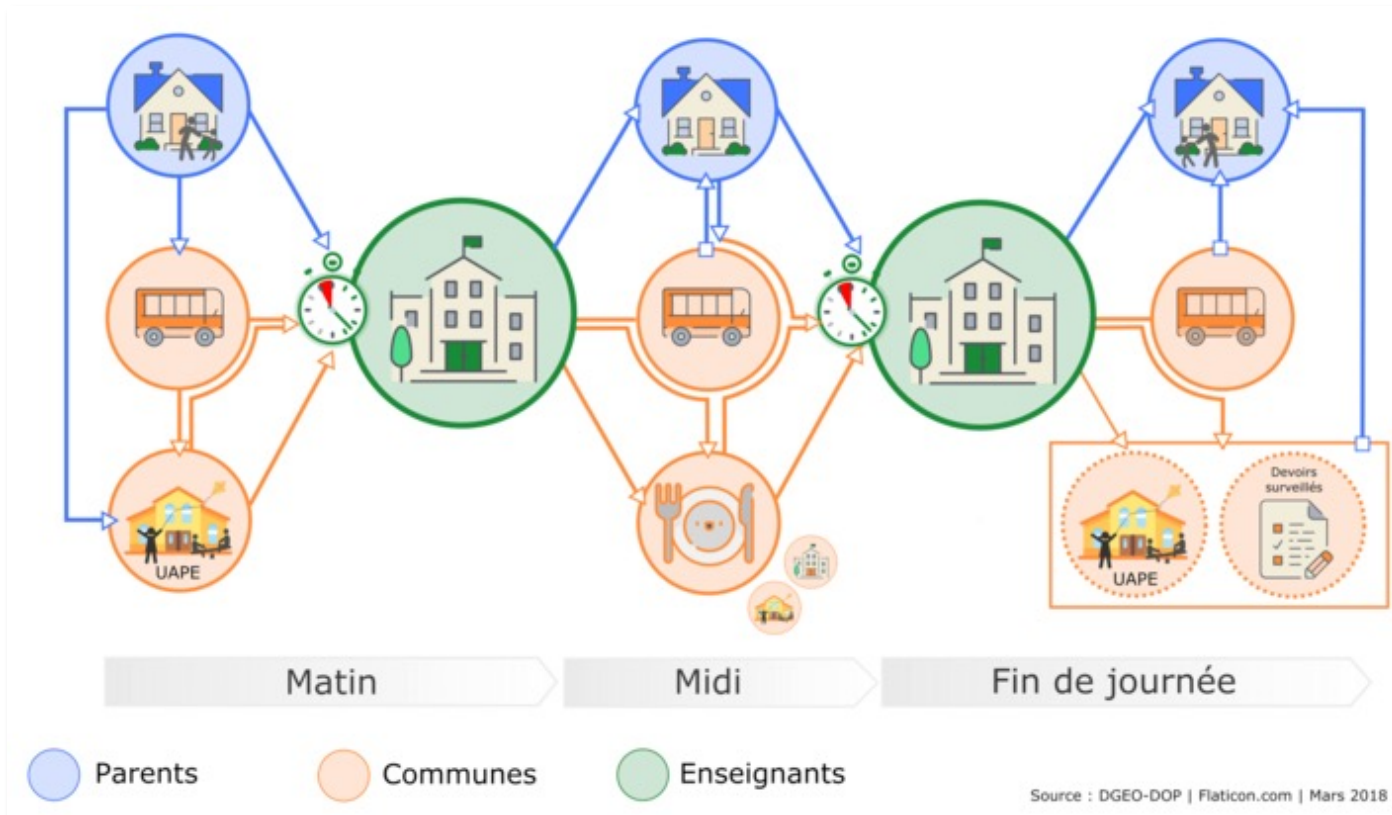 Devoirs
surveillés
UAPE
UAPE
Matin
Midi
Fin de journée
Parents
Communes
Enseignants
Source : DGEO-DOP | Flaticon.com | Mars 2018